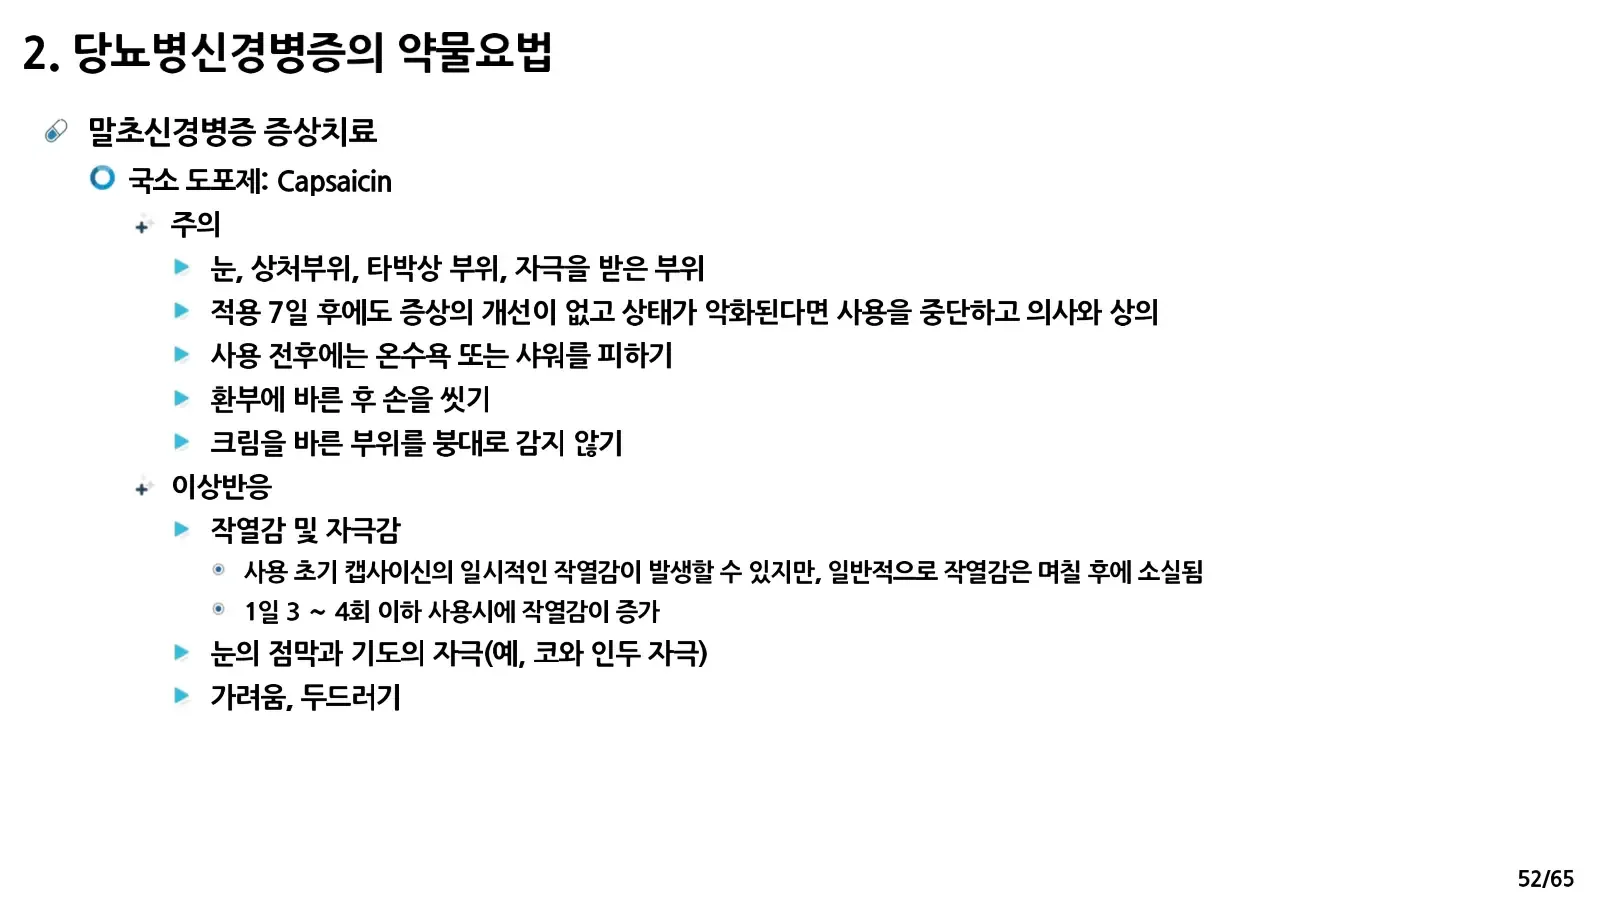 2. 당뇨병신경병증의 약물요법
말초신경병증 증상치료
국소 도포제: Capsaicin
주의
눈, 상처부위, 타박상 부위, 자극을 받은 부위
적용 7일 후에도 증상의 개선이 없고 상태가 악화된다면 사용을 중단하고 의사와 상의
사용 전후에는 온수욕 또는 샤워를 피하기
환부에 바른 후 손을 씻기
크림을 바른 부위를 붕대로 감지 않기
이상반응
작열감 및 자극감
사용 초기 캡사이신의 일시적인 작열감이 발생할 수 있지만, 일반적으로 작열감은 며칠 후에 소실됨
1일 3 ~ 4회 이하 사용시에 작열감이 증가
눈의 점막과 기도의 자극(예, 코와 인두 자극)
가려움, 두드러기
52/65